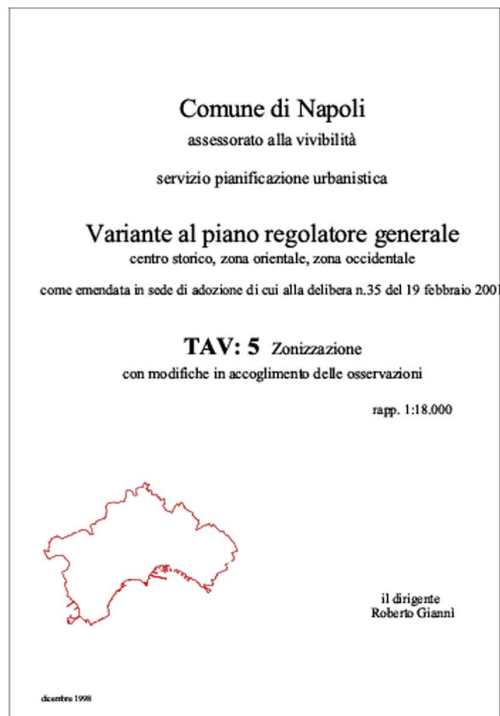 Comune di Napoli
assessorato alla vivibilità
servizio pianificazione urbanistica
Variante al piano regolatore generale
centro storico, zona orientale, zona occidentale
come emendata in sede di adozione di cui alla delibera n.35 del 19 febbraio 2001
TAV: 5 Zonizzazione
con modifiche in accoglimento delle osservazioni
rapp. 1:18.000
il dirigente
Roberto Giannì
dicembre 1998